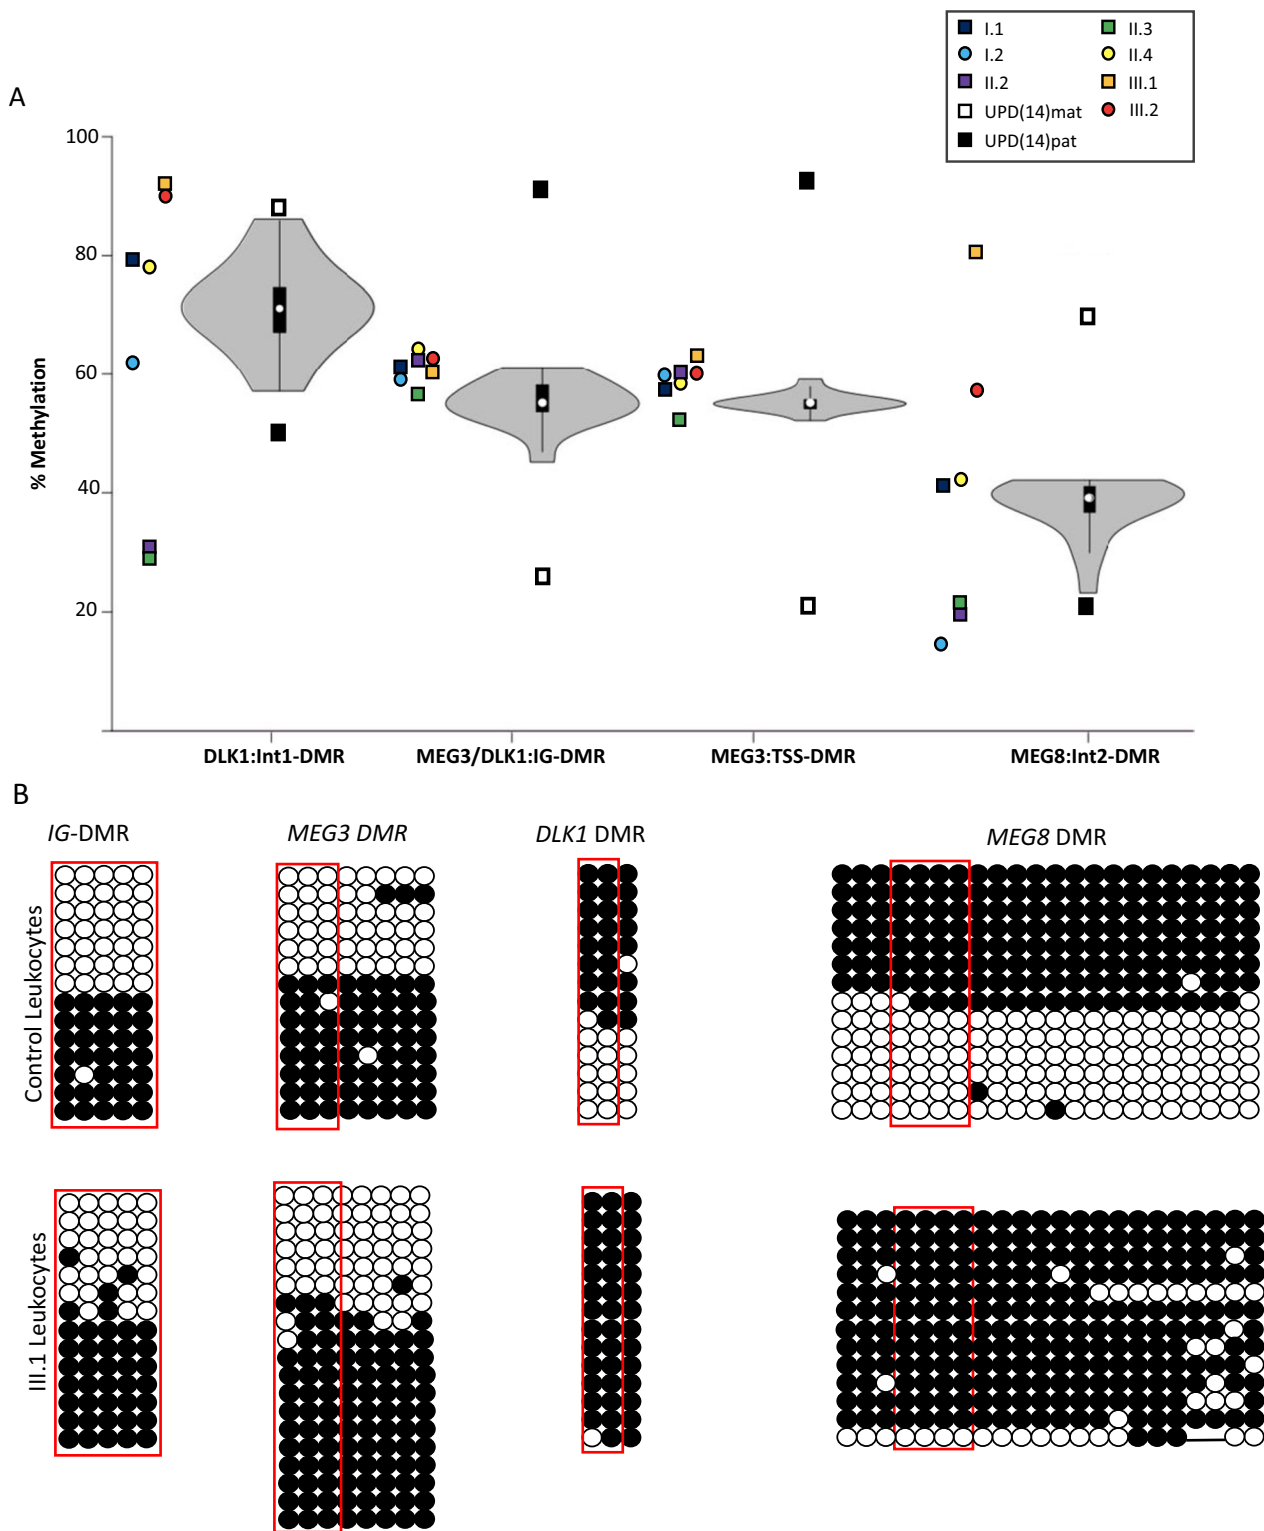 I.1 II.3
I.2 II.4
II.2 III.1
UPD(14)mat III.2
UPD(14)pat
A
100
80
60
40
20
% Methylation
DLK1:Int1-DMR MEG3/DLK1:IG-DMR MEG3:TSS-DMR MEG8:Int2-DMR
B
IG-DMR MEG3 DMR DLK1 DMR MEG8 DMR
Control Leukocytes
III.1 Leukocytes